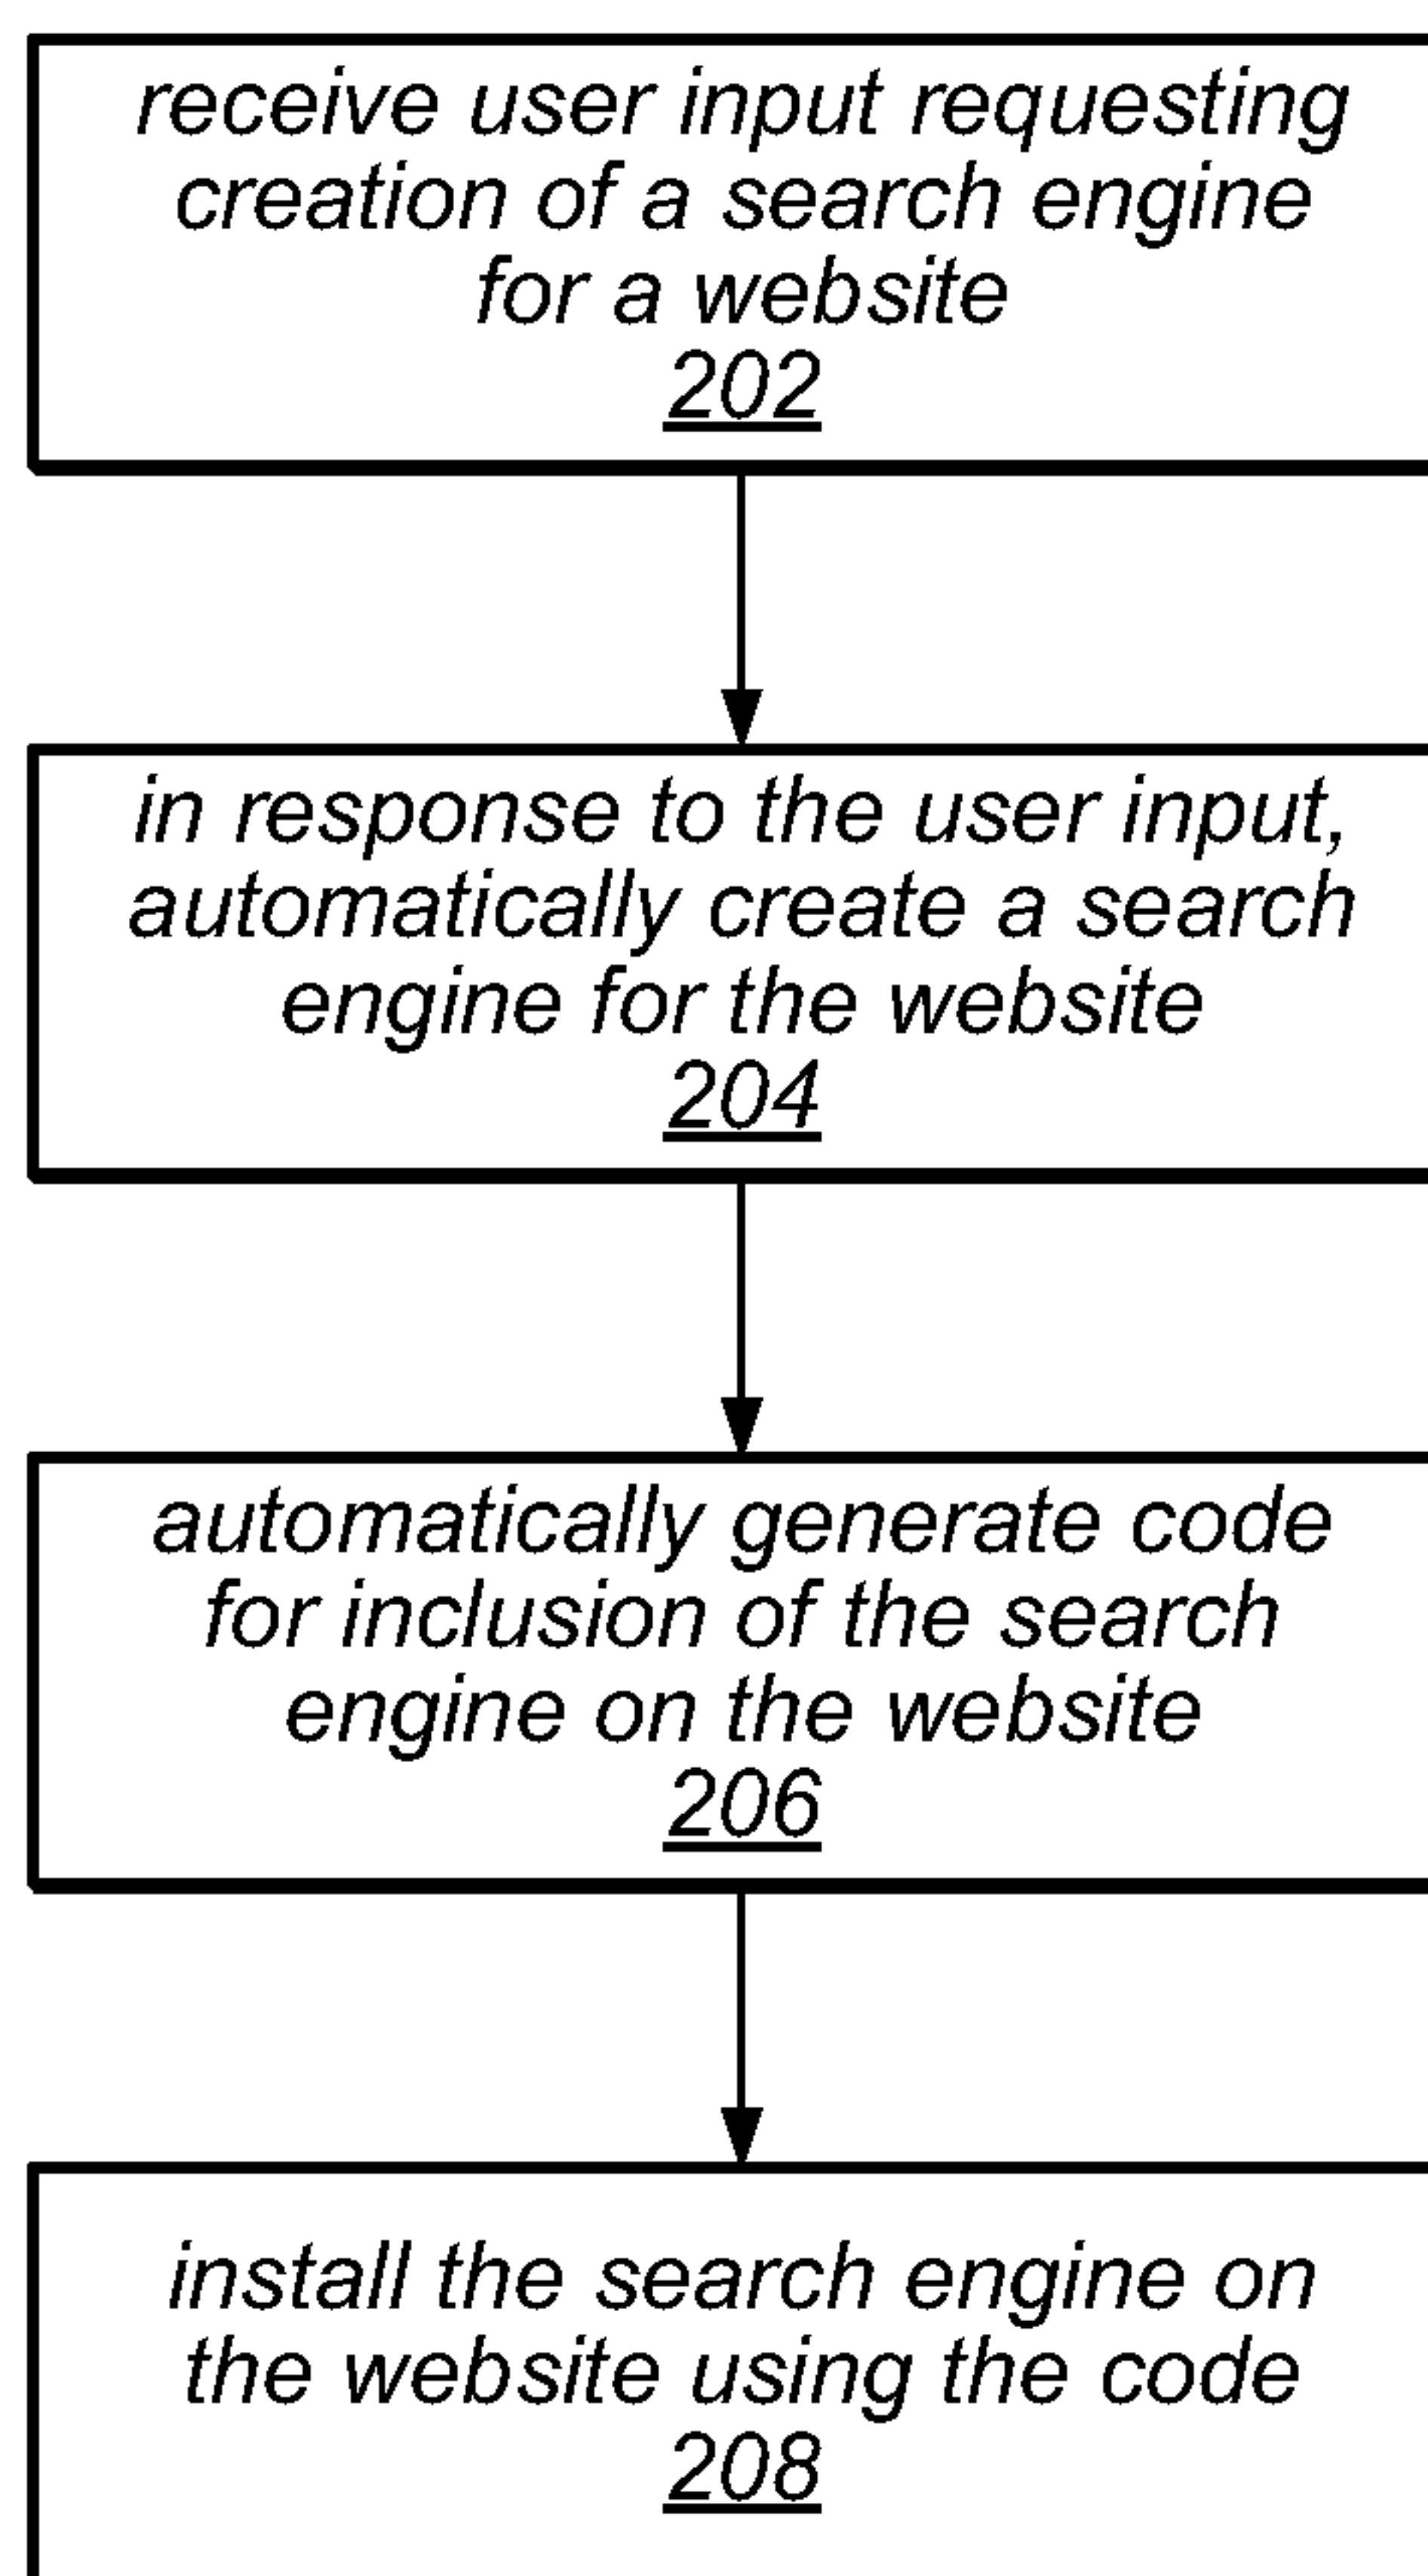 receive user input requesting
creation of a search engine
for a website
202
in response to the user input,
automatically create a search
engine for the website
204
automatically generate code
for inclusion of the search
engine on the website
206
install the search engine on
the website using the code
208